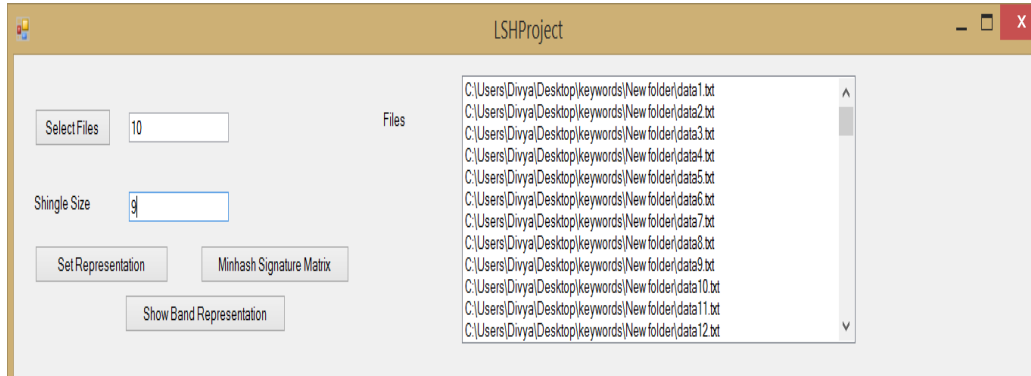 LSHProject
X
Select Files
10
Files
Shingle Size
9
Set Representation
Minhash Signature Matrix
Show Band Representation
C:\Users\Divya\Desktop\keywords\New folder\data1.txt
C:\Users\Divya\Desktop\keywords\New folder\data2.txt
C:\Users\Divya\Desktop\keywords\New folder\data3.txt
C:\Users\Divya\Desktop\keywords\New folder\data4.txt
C:\Users\Divya\Desktop\keywords\New folder\data5.txt
C:\Users\Divya\Desktop\keywords\New folder\data6.txt
C:\Users\Divya\Desktop\keywords\New folder\data7.txt
C:\Users\Divya\Desktop\keywords\New folder\data8.txt
C:\Users\Divya\Desktop\keywords\New folder\data9.txt
C:\Users\Divya\Desktop\keywords\New folder\data10.txt
C:\Users\Divya\Desktop\keywords\New folder\data11.txt
C:\Users\Divya\Desktop\keywords\New folder\data12.txt